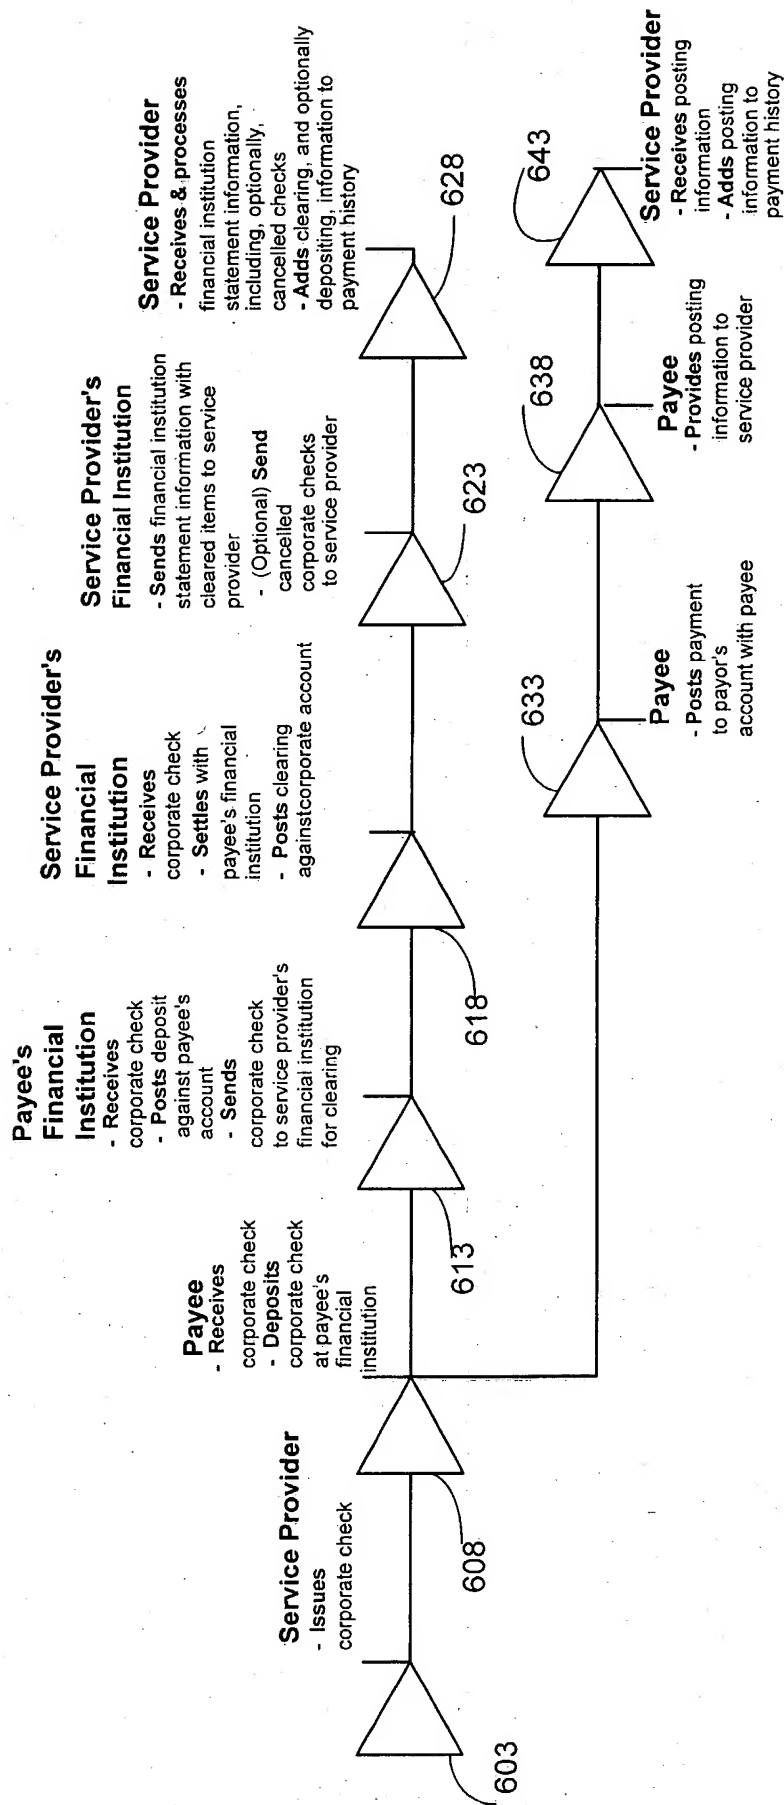 Service Provider
- Issues
corporate check
603
Payee
- Receives
corporate check
- Deposits
corporate check
at payee's
financial
institution
608
Payee's
Financial
Institution
- Receives
corporate check
- Posts deposit
against payee's
account
- Sends
corporate check
to service provider's
financial institution
for clearing
613
Service Provider's
Financial
Institution
- Receives
corporate check
- Settles with
payee's financial
institution
- Posts clearing
againstcorporate account
618
Service Provider's
Financial Institution
- Sends financial institution
statement information with
cleared items to service
provider
- (Optional) Send
cancelled
corporate checks
to service provider
623
Service Provider
- Receives & processes
financial institution
statement information,
including, optionally,
cancelled checks
- Adds clearing, and optionally
depositing, information to
payment history
628
633
Payee
- Posts payment
to payor's
account with payee
638
Payee
- Provides posting
information to
service provider
643
Service Provider
- Receives posting
information
- Adds posting
information to
payment history